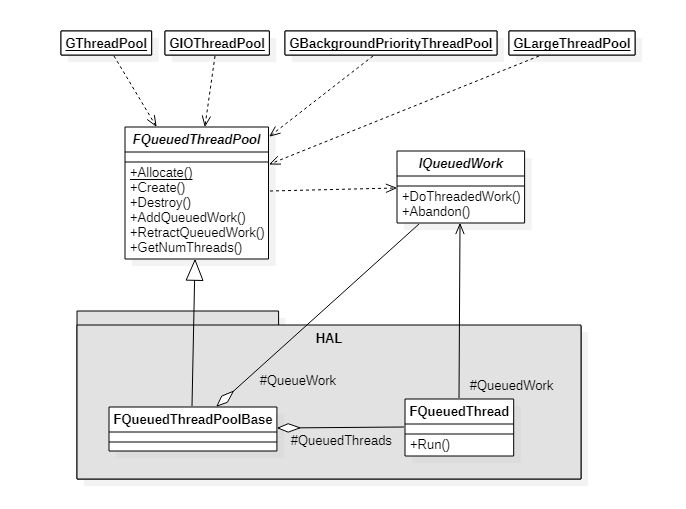 GThreadPool
GIOThreadPool
GBackgroundPriorityThreadPool
GLargeThreadPool
FQueuedThreadPool
+Allocate()
+Create()
+Destroy()
+AddQueuedWork()
+RetractQueuedWork()
+GetNumThreads()
IQueuedWork
+DoThreadedWork()
+Abandon()
HAL
#QueueWork
#QueuedWork
FQueuedThreadPoolBase
#QueuedThreads
FQueuedThread
+Run()